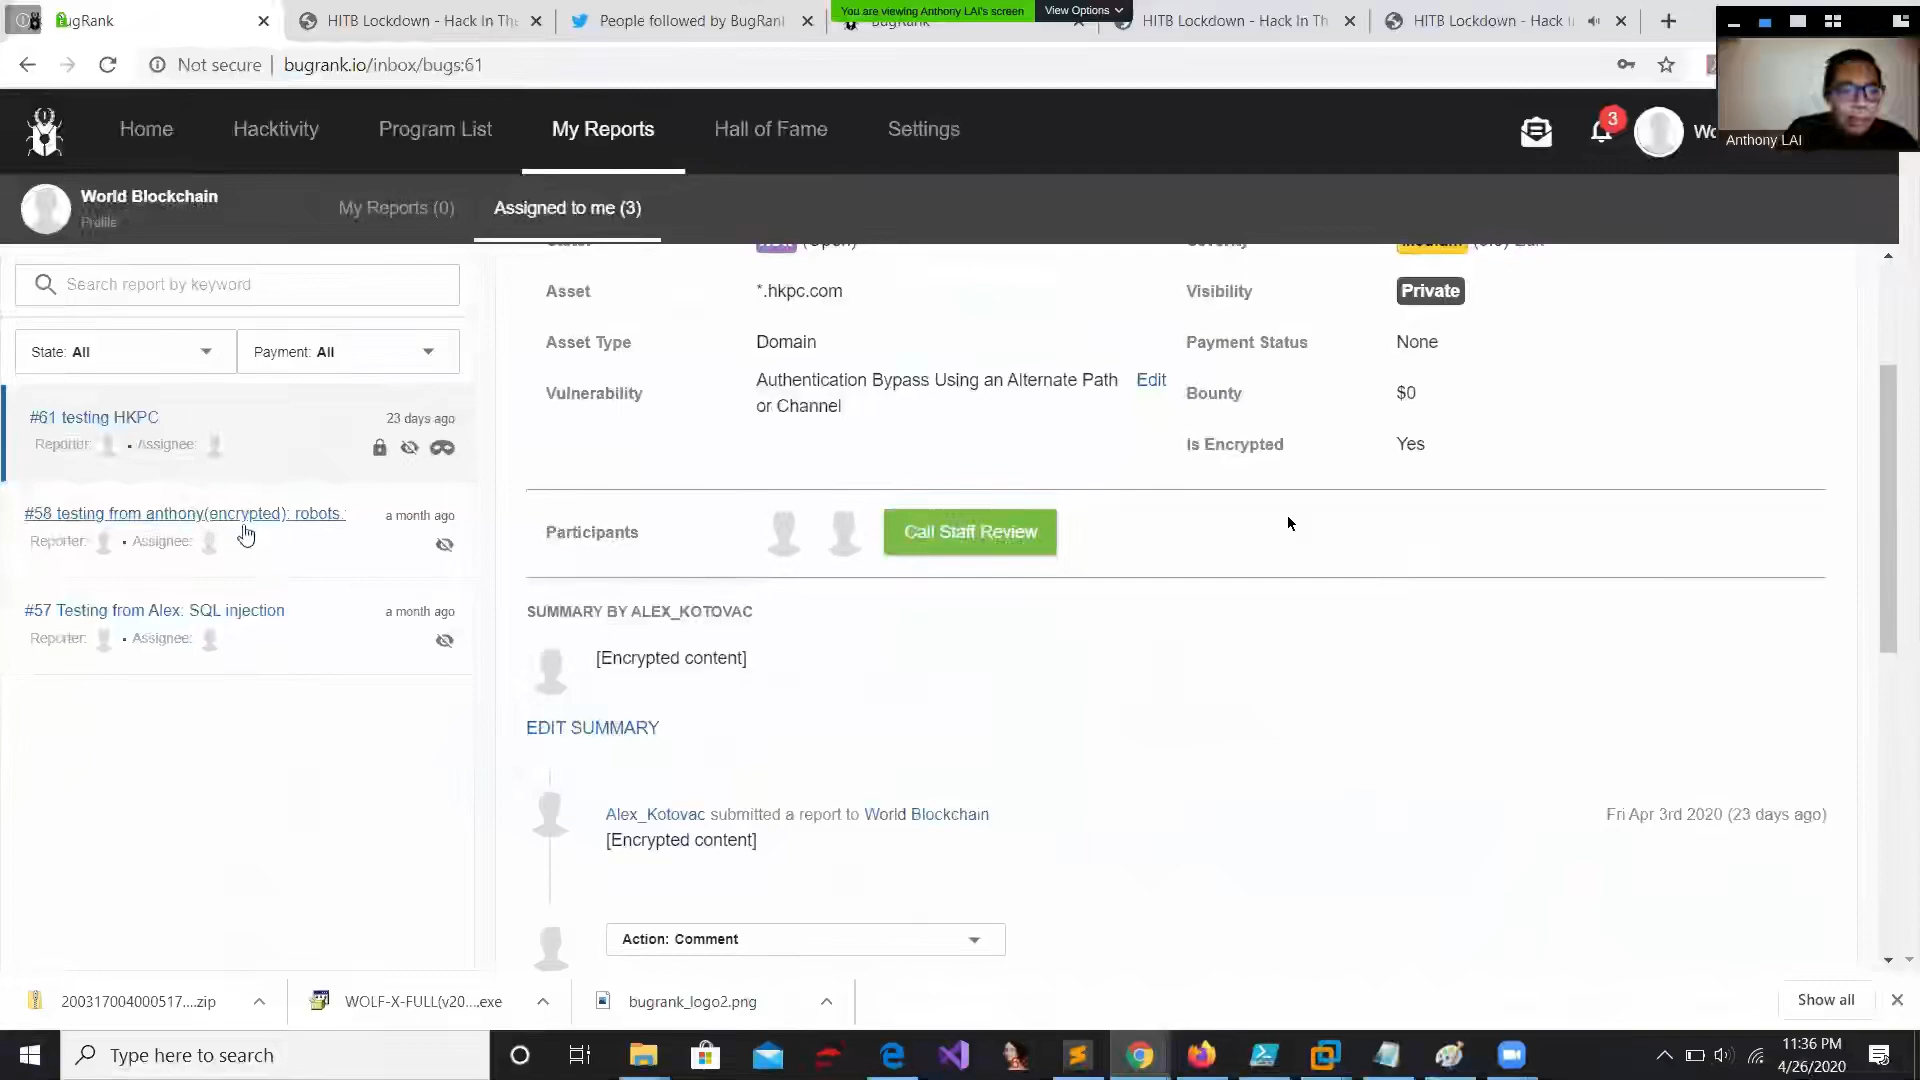 BugRank
HITB Lockdown - Hack In The
People followed by BugRank
You are viewing Anthony LAI's screen
View Options
BugRank
HITB Lockdown - Hack In Th
HITB Lockdown - Hack I
Not secure
bugrank.io/inbox/bugs:61
Home
Hacktivity
Program List
My Reports
Hall of Fame
Settings
3
Wo
Anthony LAI
World Blockchain
Profile
My Reports (0)
Assigned to me (3)
Search report by keyword
State: All
Payment: All
#61 testing HKPC
23 days ago
Reporter:
• Assignee:
#58 testing from anthony(encrypted): robots.
a month ago
Reporter:
• Assignee:
#57 Testing from Alex: SQL injection
a month ago
Reporter:
• Assignee:
Severity
Asset
*.hkpc.com
Visibility
Private
Asset Type
Domain
Payment Status
None
Vulnerability
Authentication Bypass Using an Alternate Path
or Channel
Edit
Bounty
$0
Is Encrypted
Yes
Participants
Call Staff Review
SUMMARY BY ALEX_KOTOVAC
[Encrypted content]
EDIT SUMMARY
Alex_Kotovac submitted a report to World Blockchain
Fri Apr 3rd 2020 (23 days ago)
[Encrypted content]
Action: Comment
200317004000517....zip
WOLF-X-FULL(v20...exe
bugrank_logo2.png
Show all
Type here to search
11:36 PM
4/26/2020